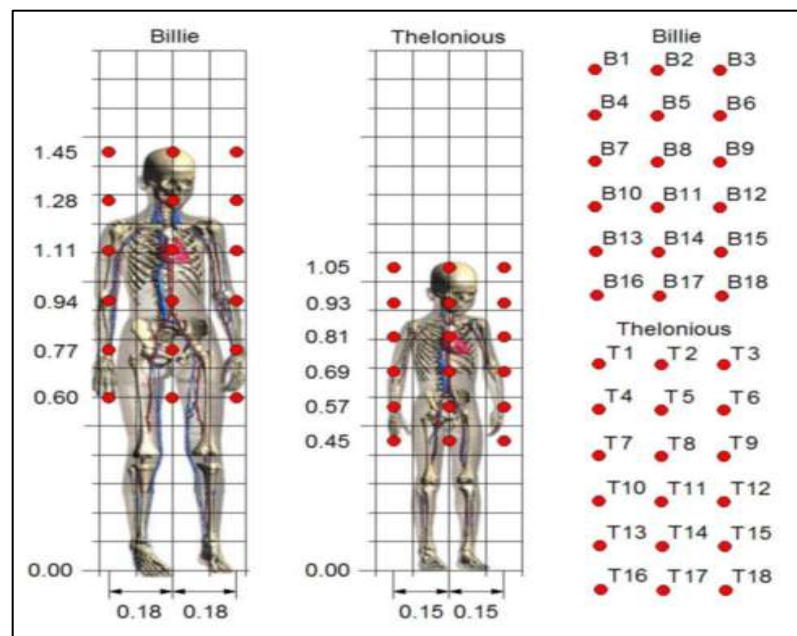 Billie
1.45
1.28
1.11
0.94
0.77
0.60
0.00
0.18 0.18
Thelonious
1.05
0.93
0.81
0.69
0.57
0.45
0.00
0.15 0.15
Billie
B1 B2 B3
B4 B5 B6
B7 B8 B9
B10 B11 B12
B13 B14 B15
B16 B17 B18
Thelonious
T1 T2 T3
T4 T5 T6
T7 T8 T9
T10 T11 T12
T13 T14 T15
T16 T17 T18